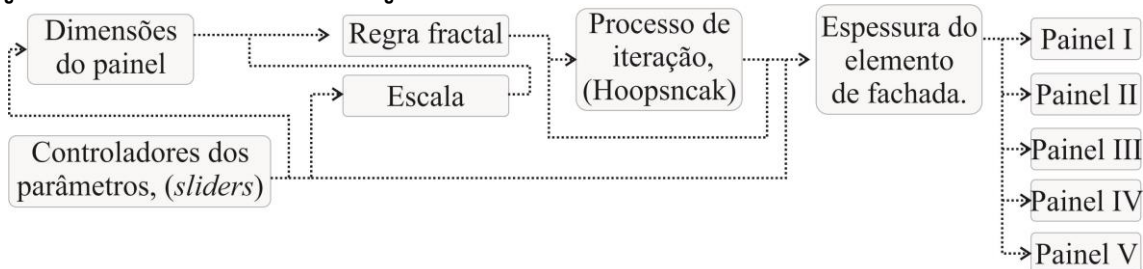 Dimensões
do painel
Regra fractal
Escala
Controladores dos
parâmetros, (sliders)
Processo de
iteração,
(Hoopsncak)
Espessura do
elemento
de fachada.
Painel I
Painel II
Painel III
Painel IV
Painel V